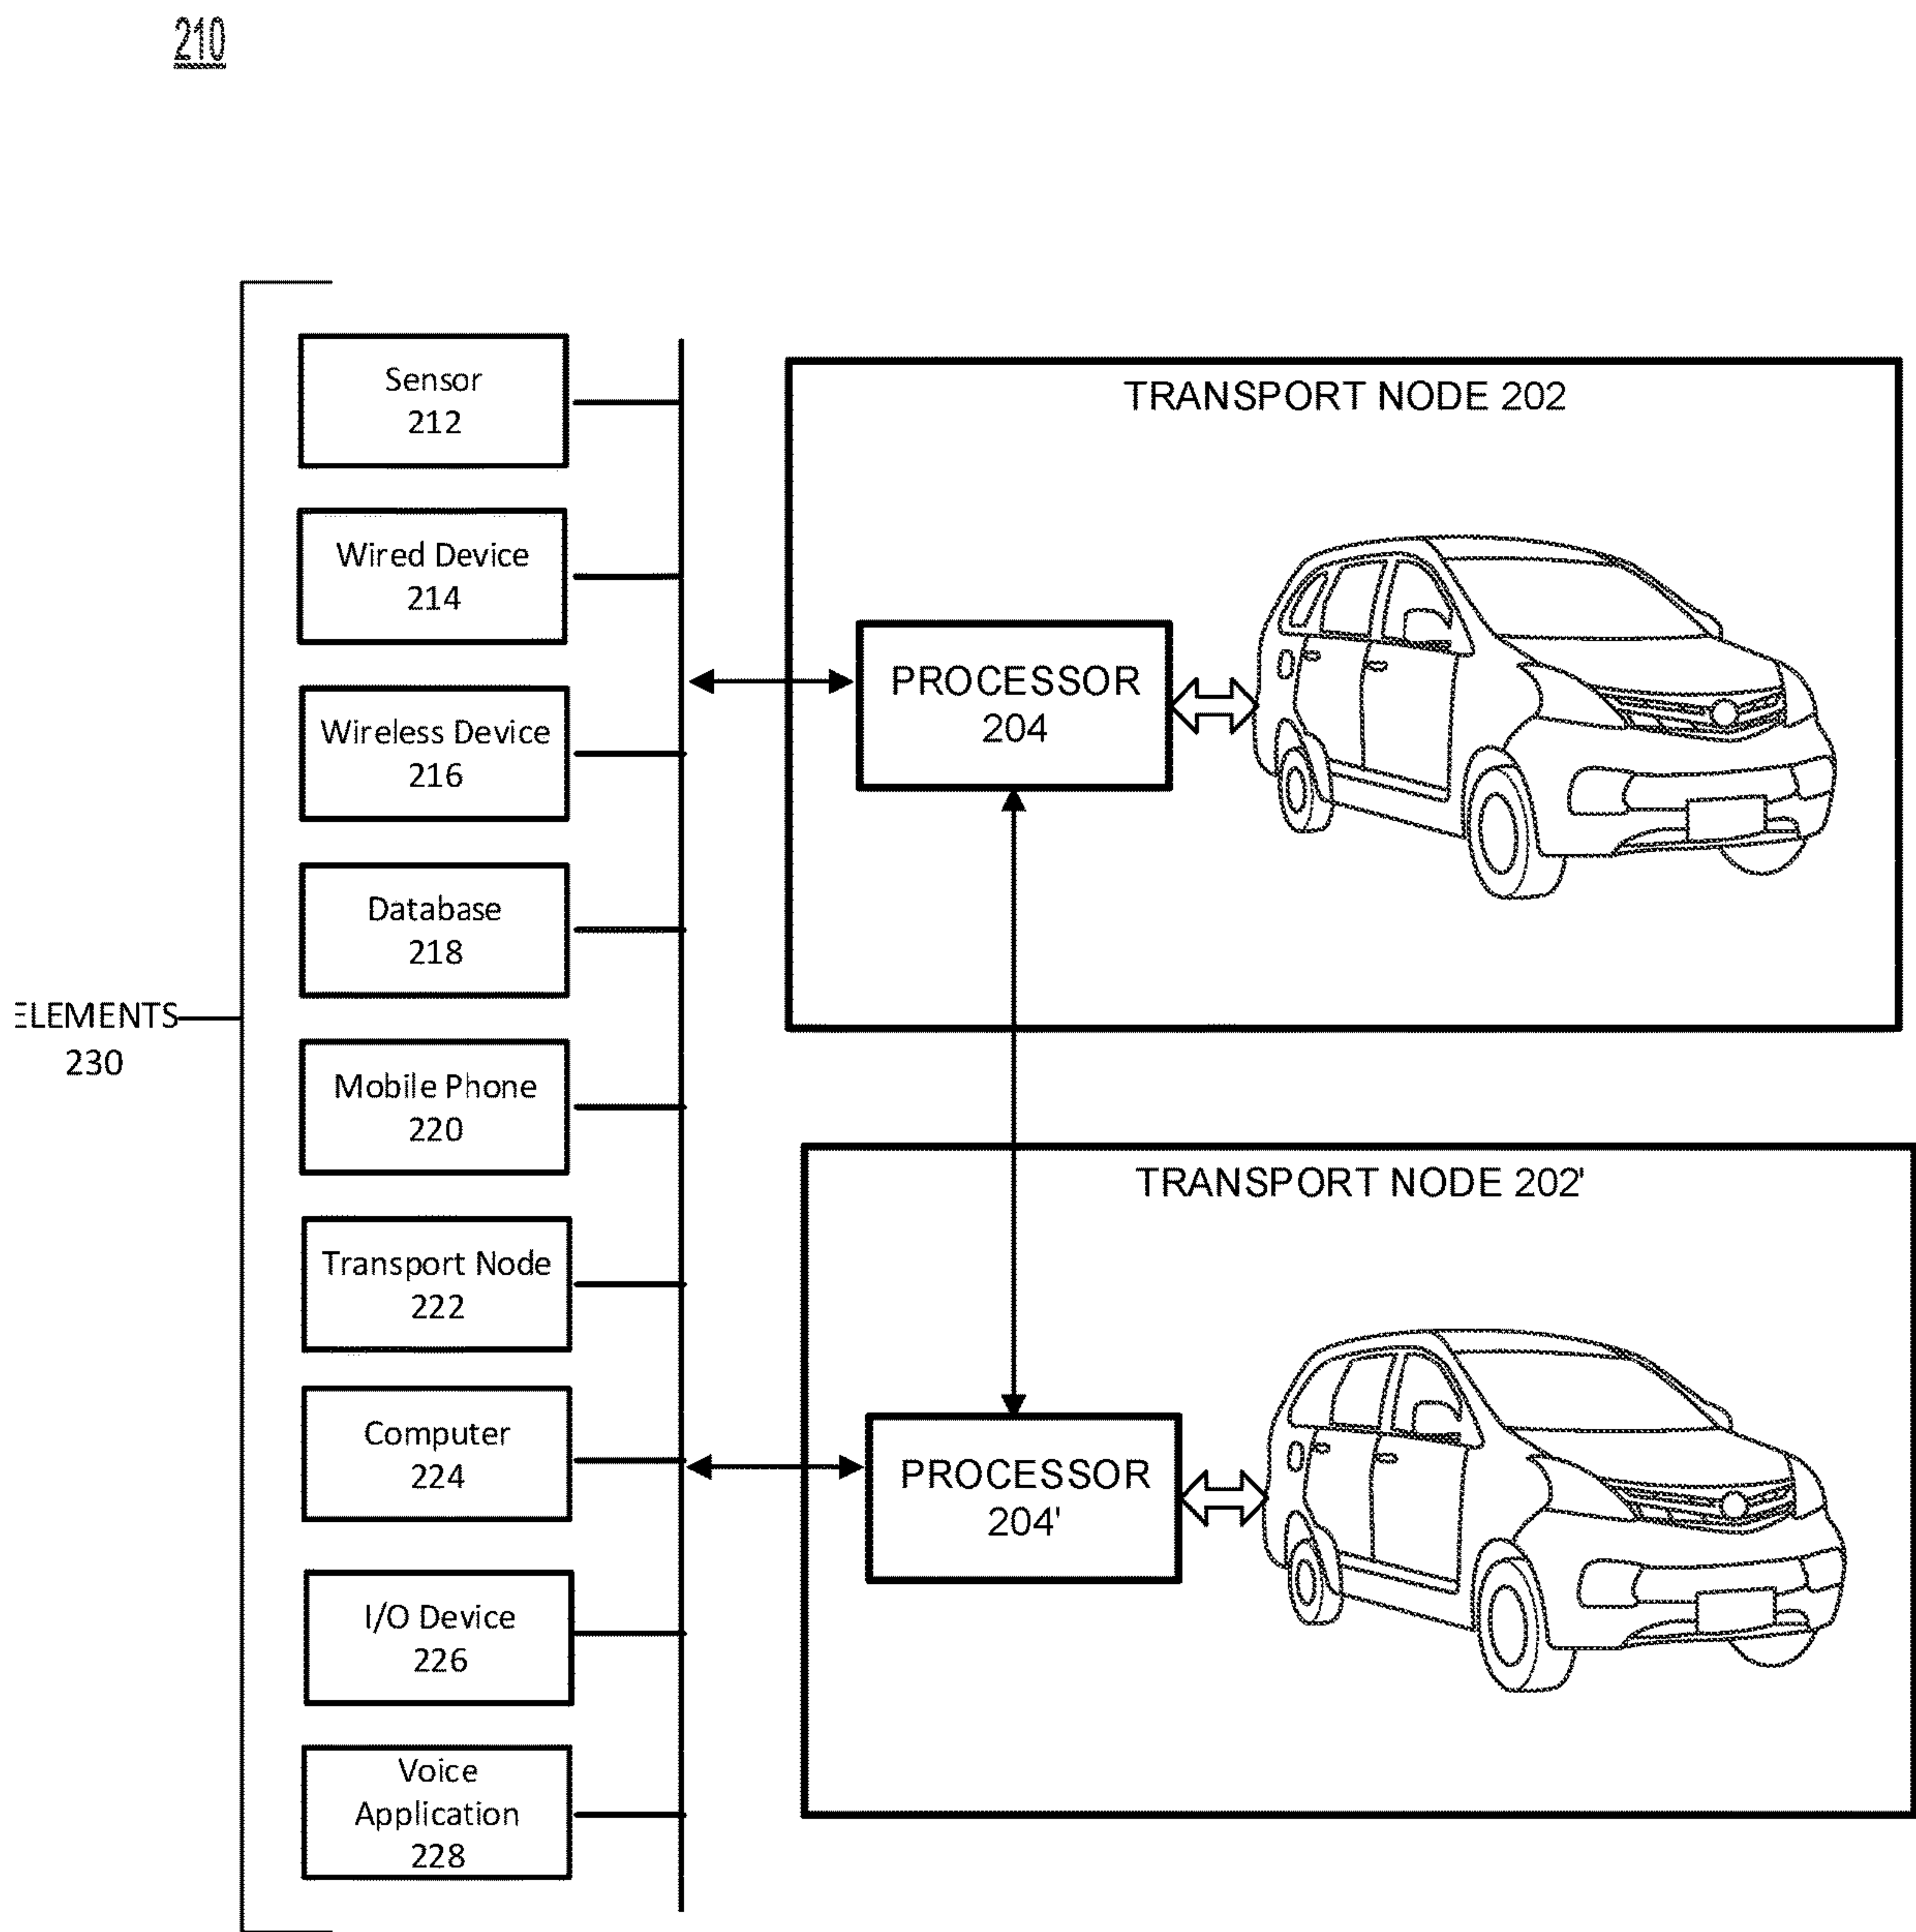 210
Sensor
212
Wired Device
214
Wireless Device
216
Database
218
ELEMENTS
230
Mobile Phone
220
Transport Node
222
Computer
224
I/O Device
226
Voice
Application
228
TRANSPORT NODE 202
PROCESSOR
204
TRANSPORT NODE 202'
PROCESSOR
204'